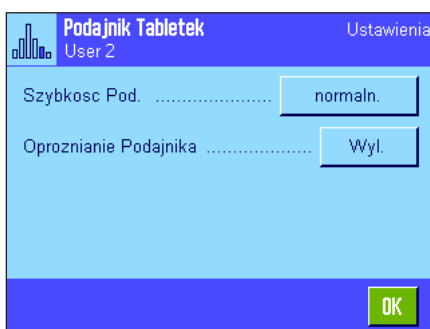 Podajnik Tabletek Ustawienia
User 2
Szybkosc Pod. ...................... normaln.
Oproznianie Podajnika .................... Wyl.
OK